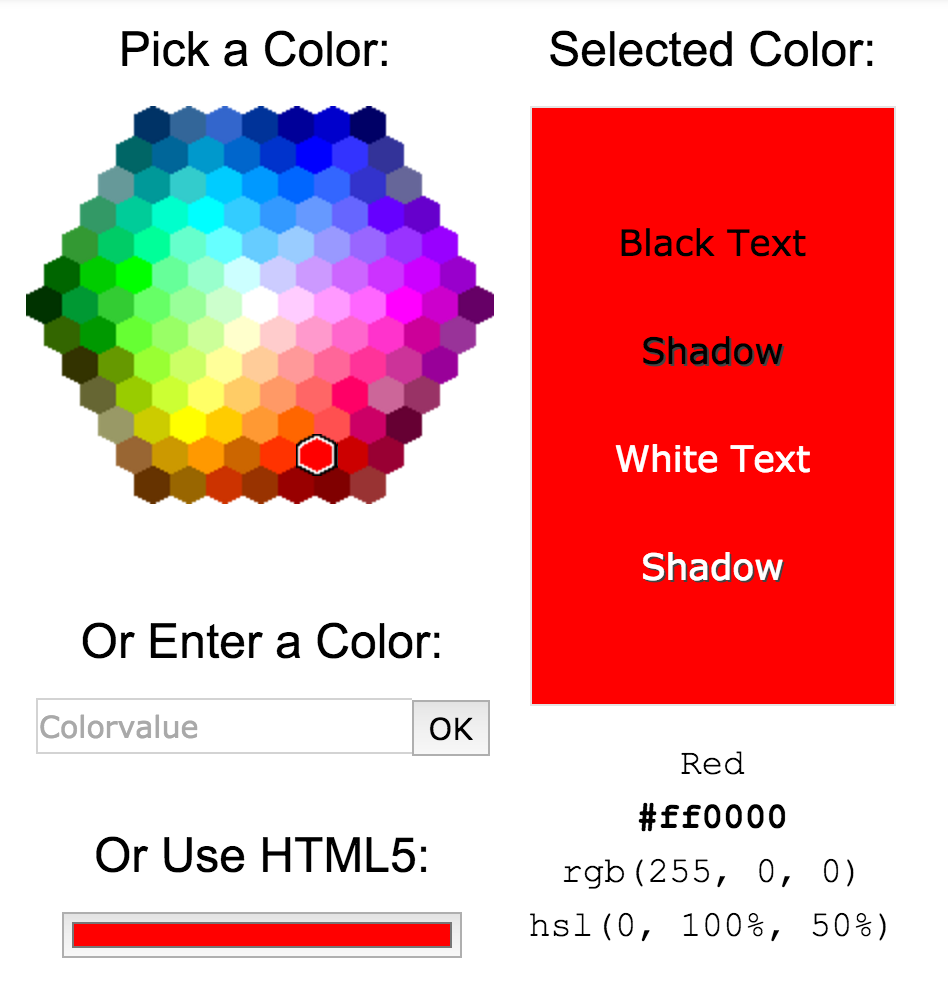 Pick a Color:
Or Enter a Color:
Colorvalue
OK
Or Use HTML5:
Selected Color:
Black Text
Shadow
White Text
Shadow
Red
#ff0000
rgb(255, 0, 0)
hsl(0, 100%, 50%)